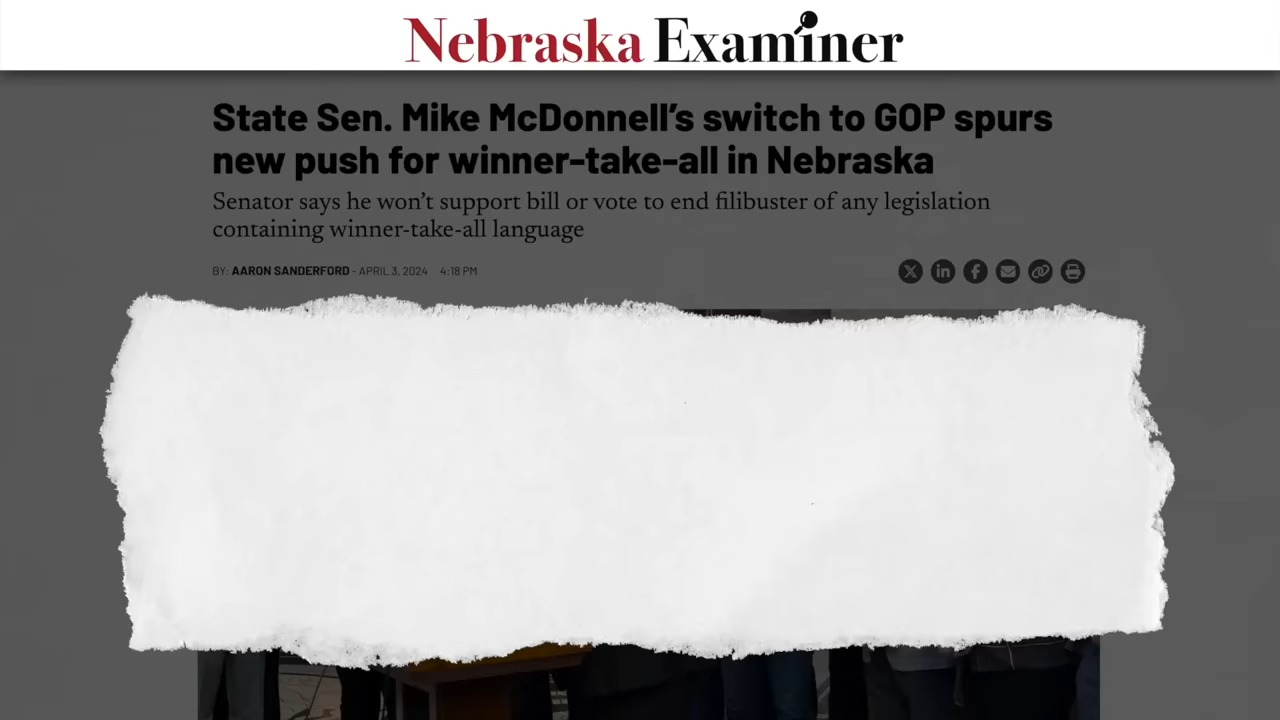 Nebraska Examiner
State Sen. Mike McDonnell's switch to GOP spurs
new push for winner-take-all in Nebraska
Senator says he won't support bill or vote to end filibuster of any legislation
containing winner-take-all language
BY: AARON SANDERFORD - APRIL 3, 2024 4:18 PM